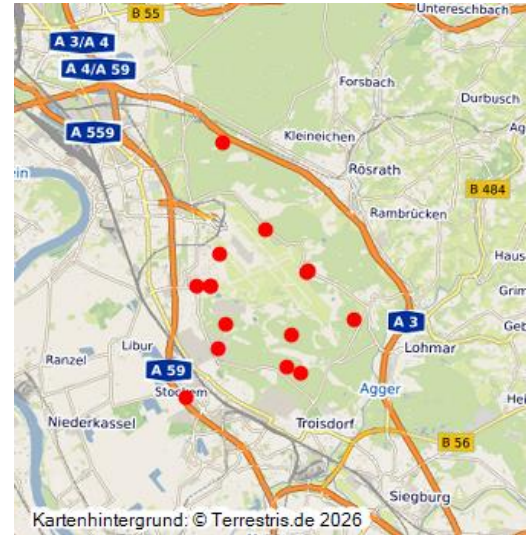 B 55
Untereschbach
A 3/A 4
A 4/A 59
Forsbach
Durbusch
A 559
Kleineichen
Rösrath
B 484
Rambrücken
A 3
Libur
Ranzel
Lohmar
A 59
Stockem
Agger
Niederkassel
Troisdorf
B 56
Siegburg
Kartenhintergrund: © Terrestris.de 2026